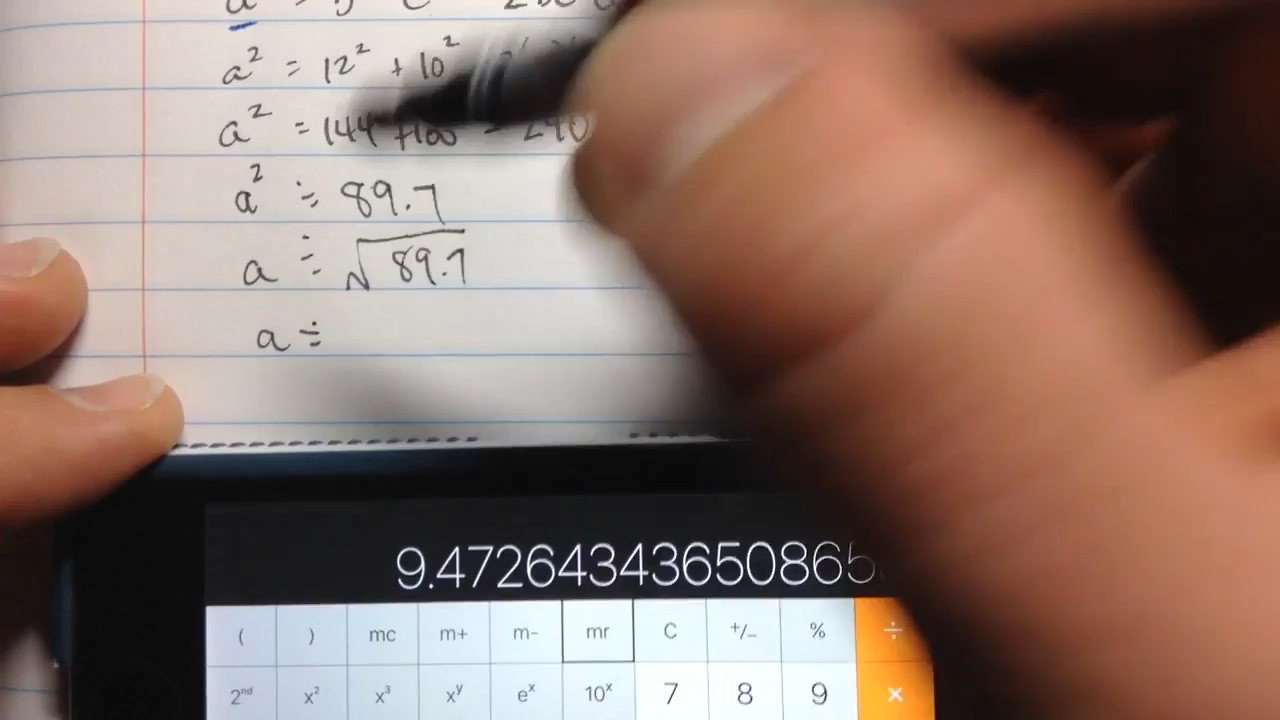 a² = 12² + 10²
a² = 144 + 100 - 240
a² ≑ 89.7
a ≑ √89.7
a ≑
9.47264343650865
( ) mc m+ m- mr C +/- % ÷
2nd x² x³ xʸ eˣ 10ˣ 7 8 9 ×